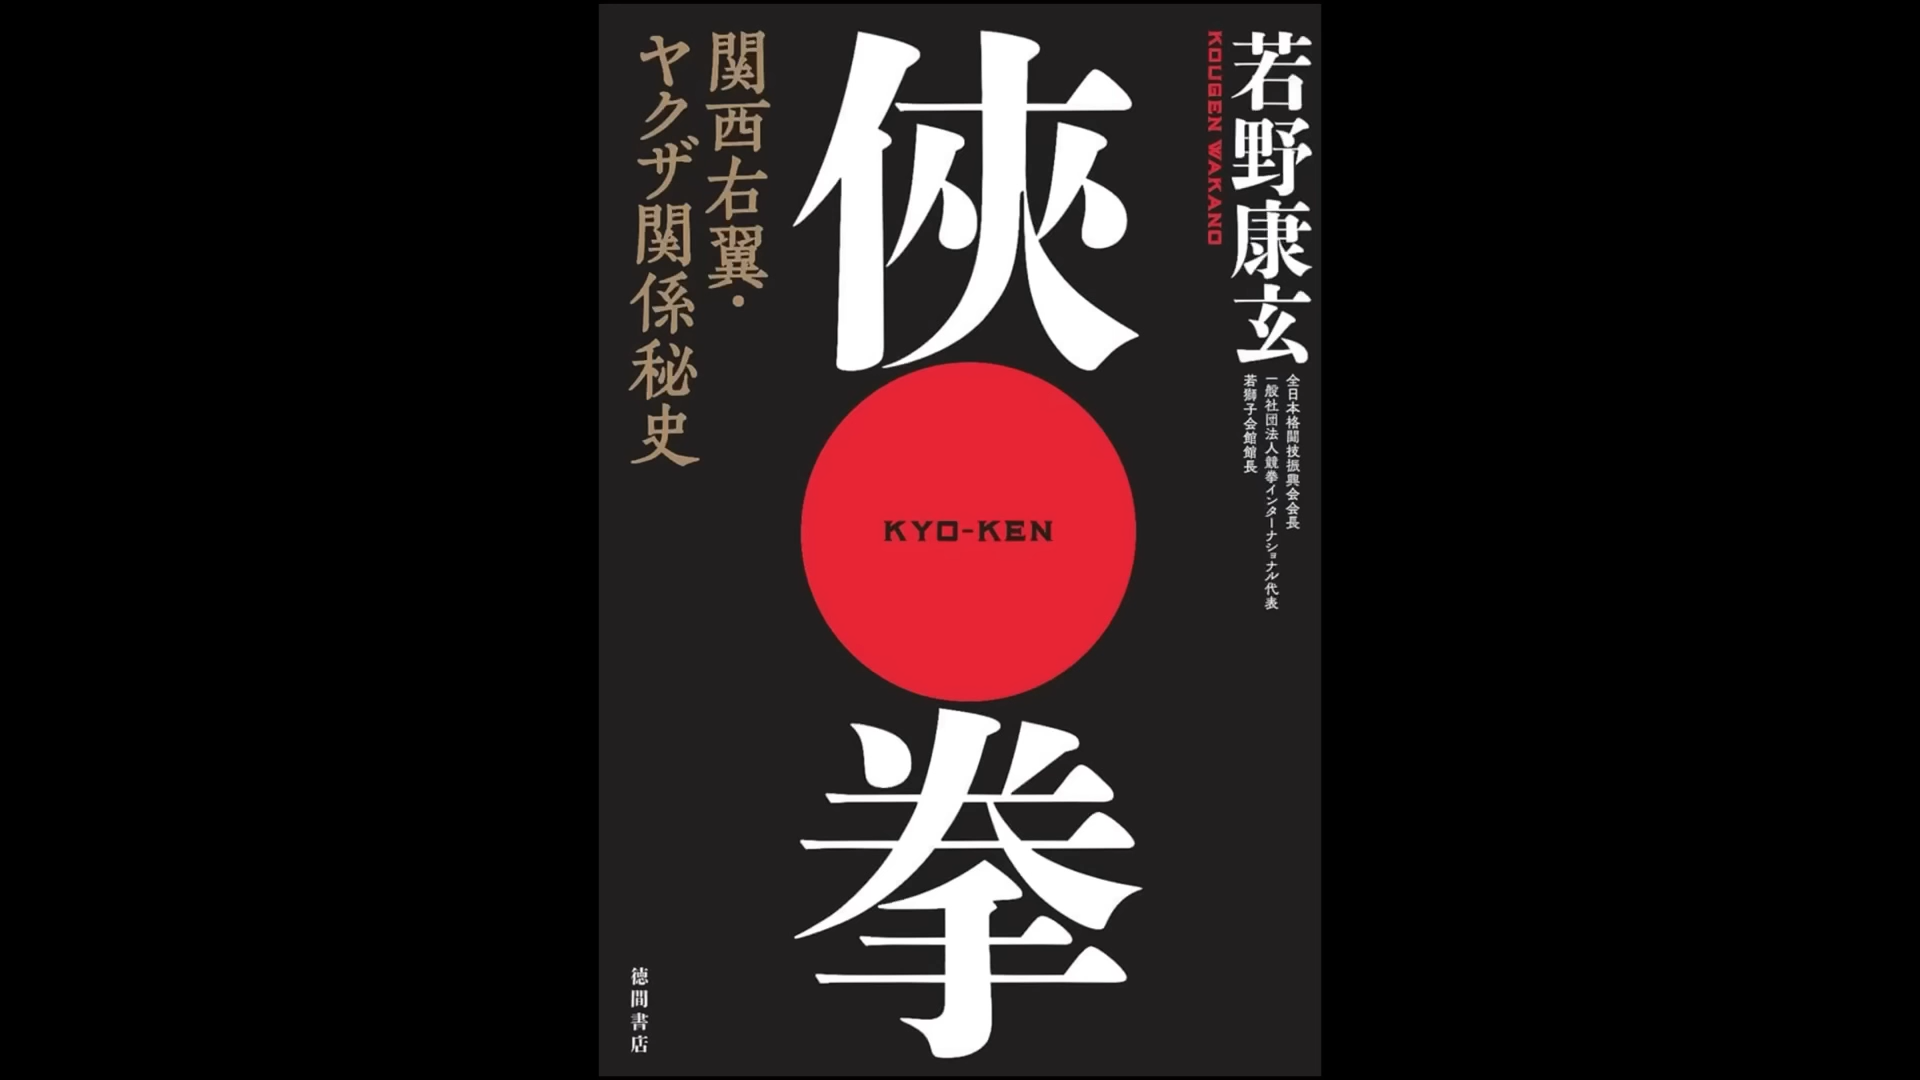 若野康玄
KOUGEN WAKANO
全日本格闘技振興会会長
一般社団法人競拳インターナショナル代表
若獅子会館館長
俠拳
KYO-KEN
関西右翼・
ヤクザ関係秘史
徳間書店